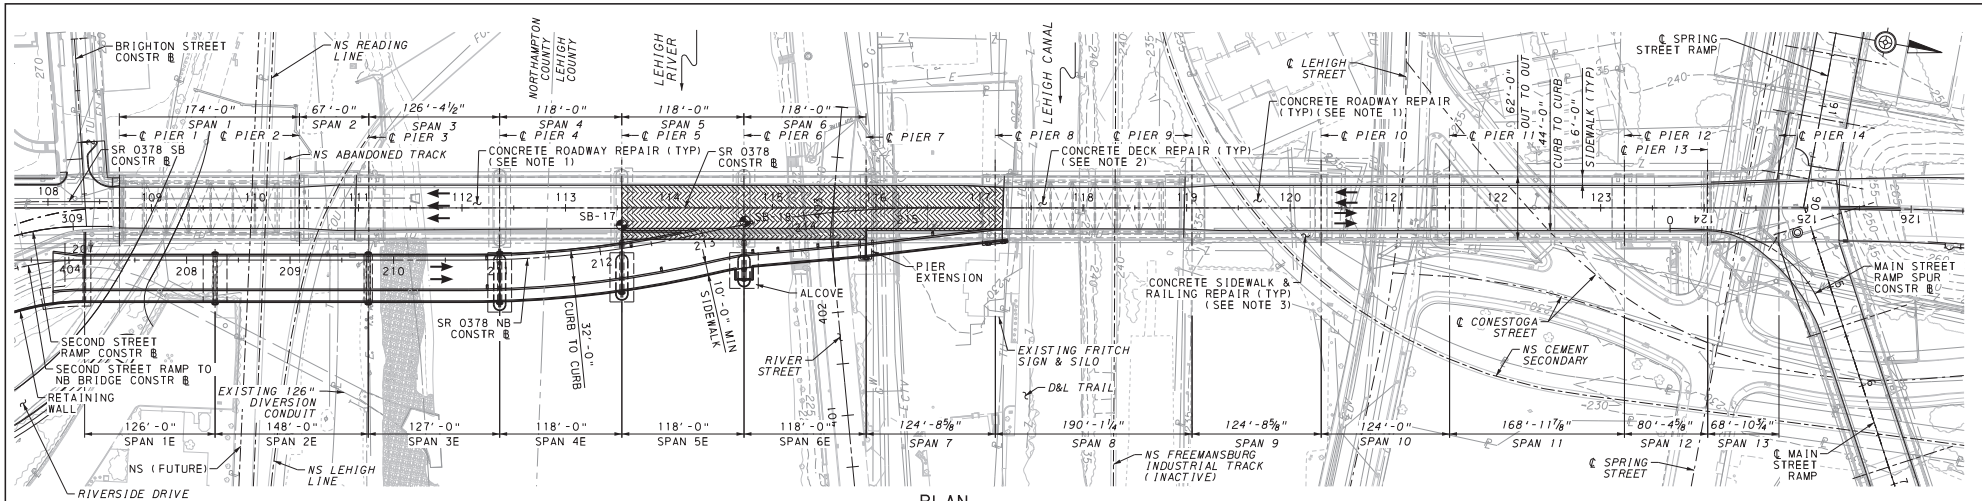 BRIGHTON STREET
CONSTR ⅊
NS READING
LINE
NORTHAMPTON
COUNTY
LEHIGH
COUNTY
LEHIGH
RIVER
LEHIGH CANAL
℄ LEHIGH
STREET
℄ SPRING
STREET RAMP
174'-0"
SPAN 1
67'-0"
SPAN 2
126'-4½"
SPAN 3
118'-0"
SPAN 4
118'-0"
SPAN 5
118'-0"
SPAN 6
℄ PIER 1
℄ PIER 2
℄ PIER 3
℄ PIER 4
℄ PIER 5
℄ PIER 6
℄ PIER 7
℄ PIER 8
℄ PIER 9
℄ PIER 10
℄ PIER 11
℄ PIER 12
℄ PIER 13
℄ PIER 14
CONCRETE ROADWAY REPAIR
(TYP)(SEE NOTE 1)
62'-0"
OUT TO OUT
44'-0"
CURB TO CURB
6'-0"
SIDEWALK (TYP)
SR 0378 SB
CONSTR ⅊
NS ABANDONED TRACK
CONCRETE ROADWAY REPAIR (TYP)
(SEE NOTE 1)
SR 0378
CONSTR ⅊
CONCRETE DECK REPAIR (TYP)
(SEE NOTE 2)
108
109
110
111
112
113
114
115
116
117
118
119
120
121
122
123
124
125
126
0
91
90
309
SB-17
SB-18
403
214
215
213
212
207
404
208
209
210
PIER
EXTENSION
ALCOVE
SR 0378 NB
CONSTR ⅊
32'-0"
CURB TO CURB
10'-0" MIN
SIDEWALK
402
401
RIVER
STREET
CONCRETE SIDEWALK &
RAILING REPAIR (TYP)
(SEE NOTE 3)
MAIN STREET
RAMP SPUR
CONSTR ⅊
SECOND STREET
RAMP CONSTR ⅊
SECOND STREET RAMP TO
NB BRIDGE CONSTR ⅊
RETAINING
WALL
EXISTING 126"
DIVERSION
CONDUIT
EXISTING FRITCH
SIGN & SILO
D&L TRAIL
℄ CONESTOGA
STREET
NS CEMENT
SECONDARY
126'-0"
SPAN 1E
148'-0"
SPAN 2E
127'-0"
SPAN 3E
118'-0"
SPAN 4E
118'-0"
SPAN 5E
118'-0"
SPAN 6E
124'-8⅝"
SPAN 7
190'-1¼"
SPAN 8
124'-8⅝"
SPAN 9
124'-0"
SPAN 10
168'-11⅞"
SPAN 11
80'-4⅝"
SPAN 12
68'-10¾"
SPAN 13
NS (FUTURE)
NS LEHIGH
LINE
NS FREEMANSBURG
INDUSTRIAL TRACK
(INACTIVE)
℄ SPRING
STREET
℄ MAIN
STREET
RAMP
RIVERSIDE DRIVE
PLAN